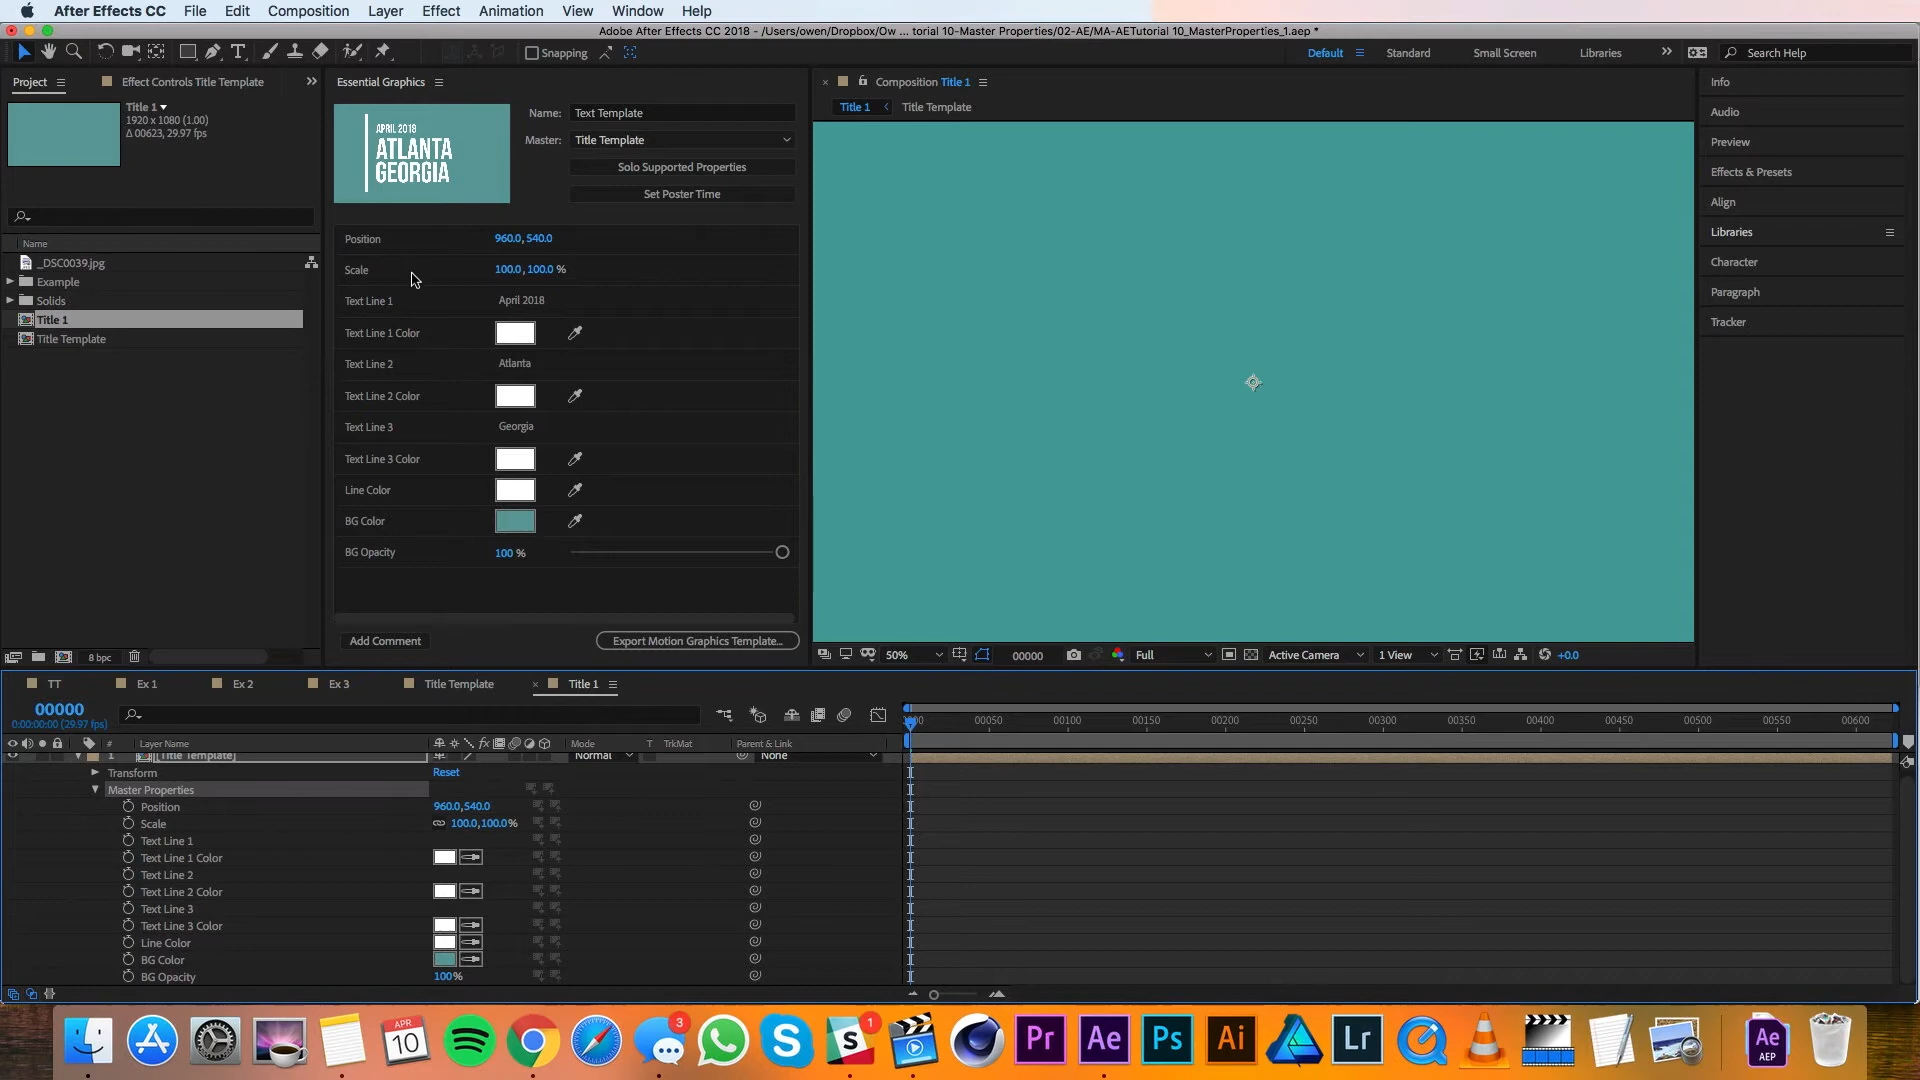 After Effects CC File Edit Composition Layer Effect Animation View Window Help
Adobe After Effects CC 2018 - /Users/owen/Dropbox/Ow ... torial 10-Master Properties/02-AE/MA-AETutorial 10_MasterProperties_1.aep *
Snapping Default Standard Small Screen Libraries Search Help
Project Effect Controls Title Template
Title 1
1920 x 1080 (1.00)
Δ 00623, 29.97 fps
Name
_DSC0039.jpg
Example
Solids
Title 1
Title Template
8 bpc
Essential Graphics
APRIL 2018
ATLANTA
GEORGIA
Name: Text Template
Master: Title Template
Solo Supported Properties
Set Poster Time
Position 960.0, 540.0
Scale 100.0, 100.0 %
Text Line 1 April 2018
Text Line 1 Color
Text Line 2 Atlanta
Text Line 2 Color
Text Line 3 Georgia
Text Line 3 Color
Line Color
BG Color
BG Opacity 100 %
Add Comment Export Motion Graphics Template...
Composition Title 1
Title 1 Title Template
50% 00000 Full Active Camera 1 View +0.0
Info
Audio
Preview
Effects & Presets
Align
Libraries
Character
Paragraph
Tracker
TT Ex 1 Ex 2 Ex 3 Title Template Title 1
00000
0:00:00:00 (29.97 fps)
00050 00100 00150 00200 00250 00300 00350 00400 00450 00500 00550 00600
# Layer Name Mode T TrkMat Parent & Link
1 [Title Template] Normal None
Transform Reset
Master Properties
Position 960.0,540.0
Scale 100.0,100.0%
Text Line 1
Text Line 1 Color
Text Line 2
Text Line 2 Color
Text Line 3
Text Line 3 Color
Line Color
BG Color
BG Opacity 100%
APR
10
3
1
Pr
Ae
Ps
Ai
Lr
Ae
AEP